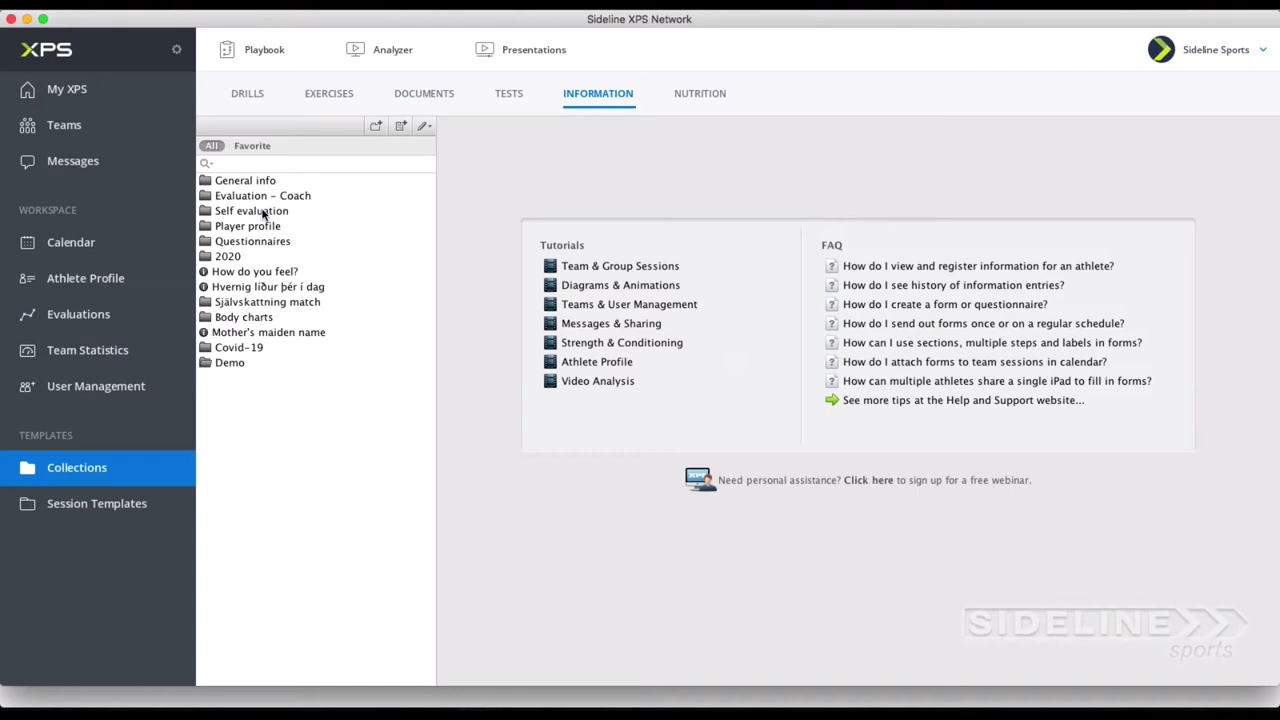 Sideline XPS Network
XPS
Playbook
Analyzer
Presentations
Sideline Sports
My XPS
Teams
Messages
WORKSPACE
Calendar
Athlete Profile
Evaluations
Team Statistics
User Management
TEMPLATES
Collections
Session Templates
DRILLS
EXERCISES
DOCUMENTS
TESTS
INFORMATION
NUTRITION
All
Favorite
General info
Evaluation - Coach
Self evaluation
Player profile
Questionnaires
2020
How do you feel?
Hvernig líður þér í dag
Självskattning match
Body charts
Mother's maiden name
Covid-19
Demo
Tutorials
Team & Group Sessions
Diagrams & Animations
Teams & User Management
Messages & Sharing
Strength & Conditioning
Athlete Profile
Video Analysis
FAQ
How do I view and register information for an athlete?
How do I see history of information entries?
How do I create a form or questionnaire?
How do I send out forms once or on a regular schedule?
How can I use sections, multiple steps and labels in forms?
How do I attach forms to team sessions in calendar?
How can multiple athletes share a single iPad to fill in forms?
See more tips at the Help and Support website...
XPS
Need personal assistance? Click here to sign up for a free webinar.
SIDELINE
sports